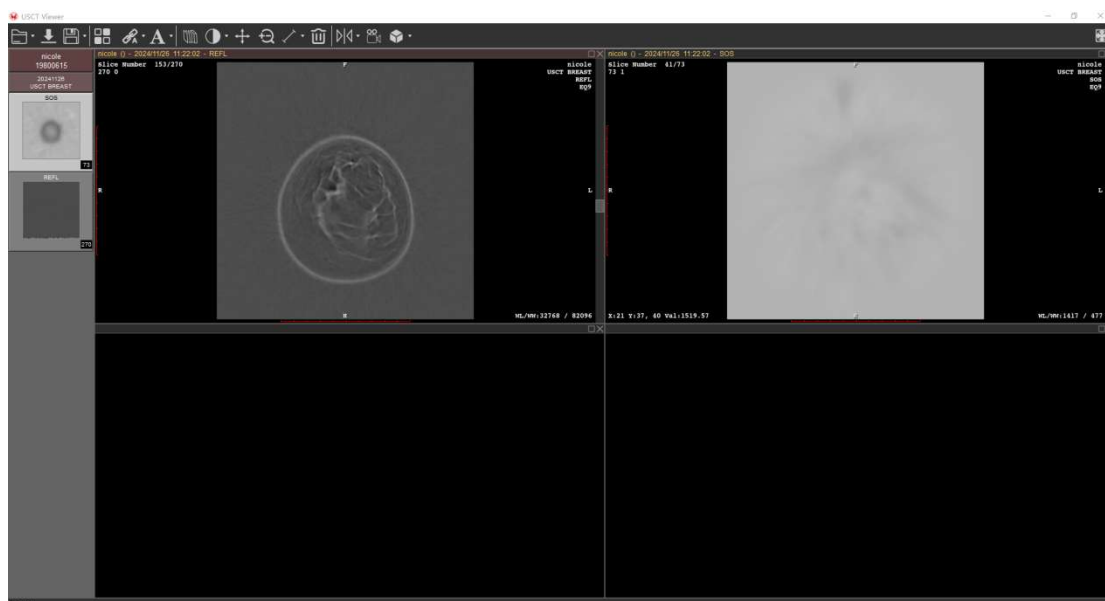 USCT Viewer
nicole
19800615
20241126
USCT BREAST
SOS
73
REFL
270
nicole () - 2024/11/26 11:22:02 - REFL
Slice Number 153/270
270 0
nicole
USCT BREAST
REFL
EQ9
R
L
H
WL/WW:32768 / 82096
nicole () - 2024/11/26 11:22:02 - SOS
Slice Number 41/73
73 1
nicole
USCT BREAST
SOS
EQ9
R
L
X:21 Y:37, 40 Val:1519.57
WL/WW:1417 / 477